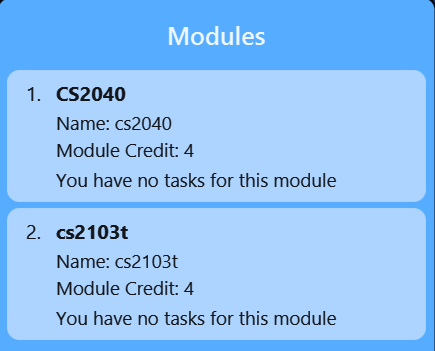 Modules
1. CS2040
Name: cs2040
Module Credit: 4
You have no tasks for this module
2. cs2103t
Name: cs2103t
Module Credit: 4
You have no tasks for this module